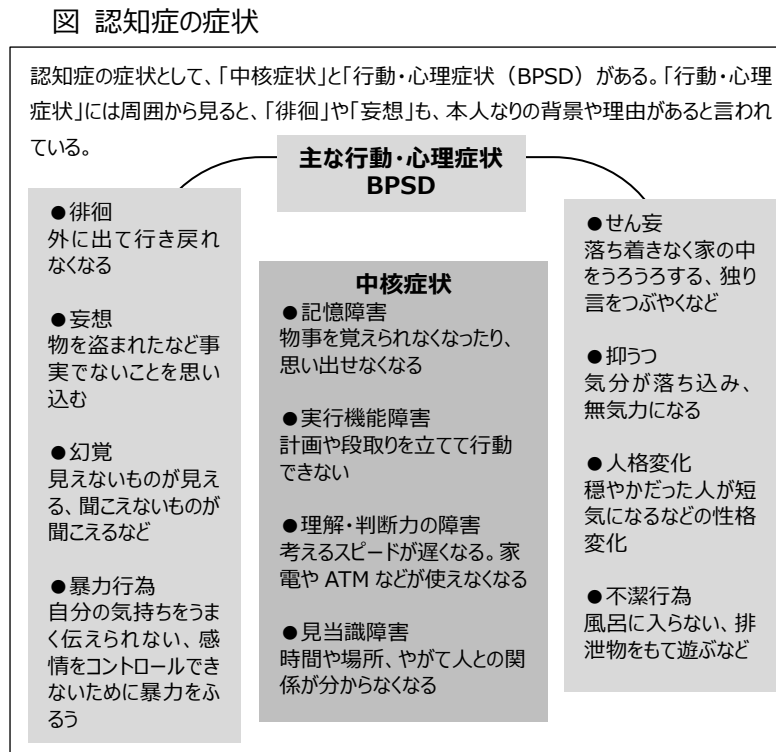 図 認知症の症状
認知症の症状として、「中核症状」と「行動・心理症状（BPSD）がある。「行動・心理
症状」には周囲から見ると、「徘徊」や「妄想」も、本人なりの背景や理由があると言われ
ている。
主な行動・心理症状
BPSD
●徘徊
外に出て行き戻れ
なくなる
●妄想
物を盗まれたなど事
実でないことを思い
込む
●幻覚
見えないものが見え
る、聞こえないものが
聞こえるなど
●暴力行為
自分の気持ちをうま
く伝えられない、感
情をコントロールでき
ないために暴力をふ
るう
中核症状
●記憶障害
物事を覚えられなくなったり、
思い出せなくなる
●実行機能障害
計画や段取りを立てて行動
できない
●理解・判断力の障害
考えるスピードが遅くなる。家
電や ATM などが使えなくなる
●見当識障害
時間や場所、やがて人との関
係が分からなくなる
●せん妄
落ち着きなく家の中
をうろうろする、独り
言をつぶやくなど
●抑うつ
気分が落ち込み、
無気力になる
●人格変化
穏やかだった人が短
気になるなどの性格
変化
●不潔行為
風呂に入らない、排
泄物をもて遊ぶなど